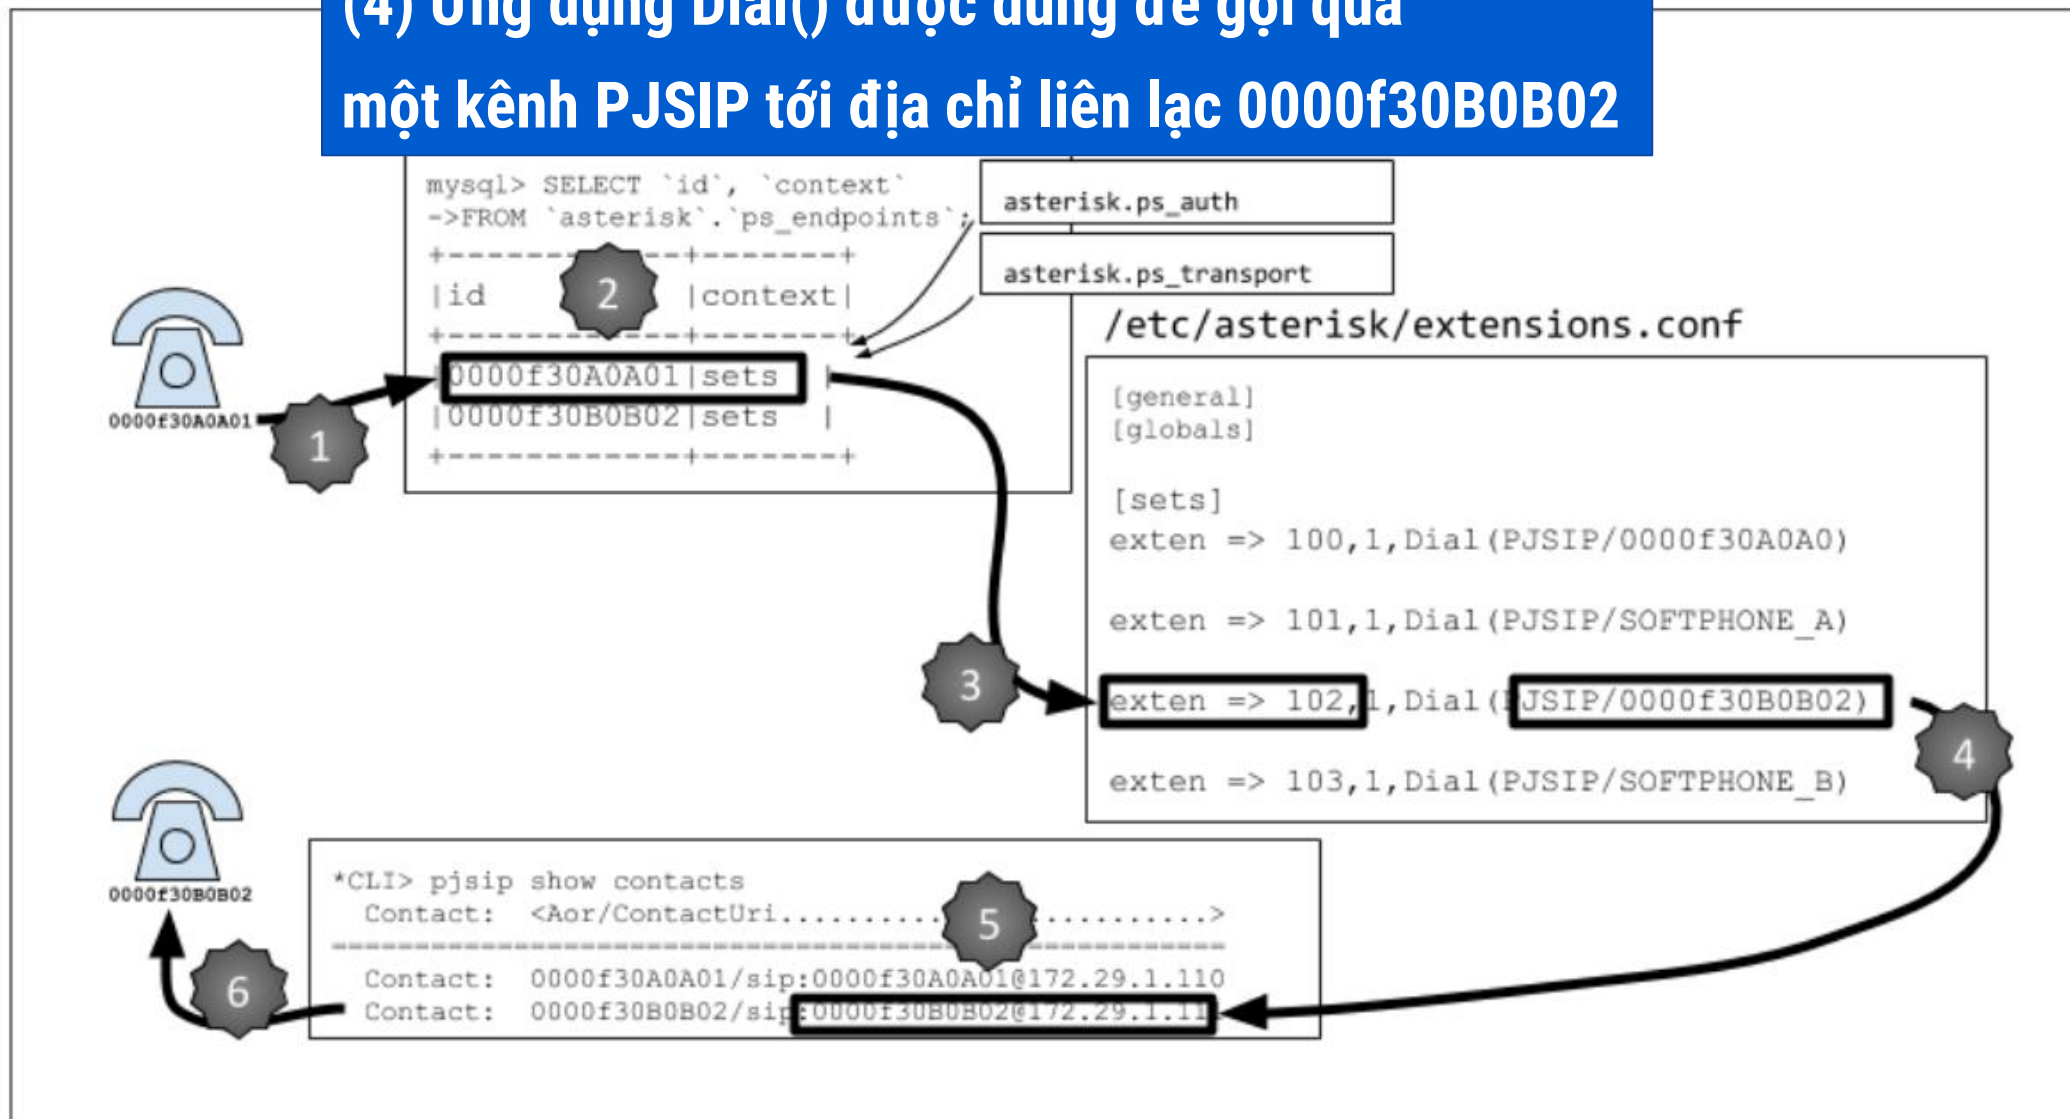 (4) Ứng dụng Dial() được dùng để gọi qua
một kênh PJSIP tới địa chỉ liên lạc 0000f30B0B02
mysql> SELECT `id`, `context`
->FROM `asterisk`.`ps_endpoints`;
+------------+-------+
|id |context|
+------------+-------+
|0000f30A0A01|sets |
|0000f30B0B02|sets |
+------------+-------+
2
asterisk.ps_auth
asterisk.ps_transport
0000f30A0A01
1
/etc/asterisk/extensions.conf
[general]
[globals]
[sets]
exten => 100,1,Dial(PJSIP/0000f30A0A0)
exten => 101,1,Dial(PJSIP/SOFTPHONE_A)
exten => 102,1,Dial(PJSIP/0000f30B0B02)
exten => 103,1,Dial(PJSIP/SOFTPHONE_B)
3
4
0000f30B0B02
*CLI> pjsip show contacts
Contact: <Aor/ContactUri..........................>
=======================================================
Contact: 0000f30A0A01/sip:0000f30A0A01@172.29.1.110
Contact: 0000f30B0B02/sip:0000f30B0B02@172.29.1.11
5
6